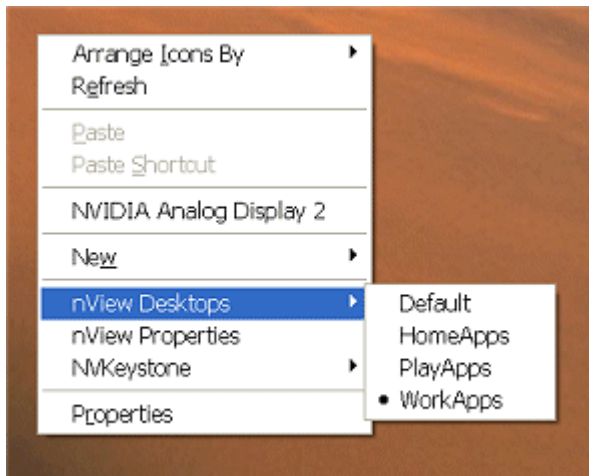 Arrange Icons By
Refresh
Paste
Paste Shortcut
NVIDIA Analog Display 2
New
nView Desktops
nView Properties
NVKeystone
Properties
Default
HomeApps
PlayApps
WorkApps